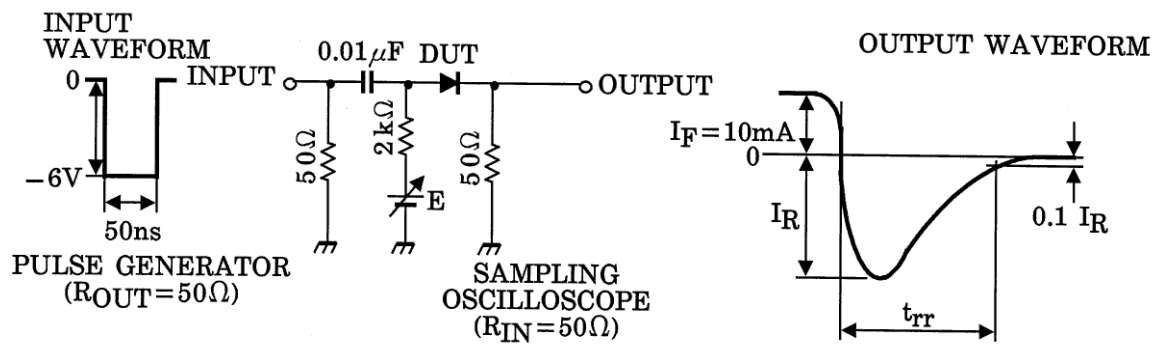 INPUT
WAVEFORM
0
−6V
50ns
PULSE GENERATOR
(ROUT=50Ω)
INPUT
0.01μF
DUT
OUTPUT
50Ω
2kΩ
E
50Ω
SAMPLING
OSCILLOSCOPE
(RIN=50Ω)
OUTPUT WAVEFORM
IF=10mA
0
IR
0.1 IR
trr